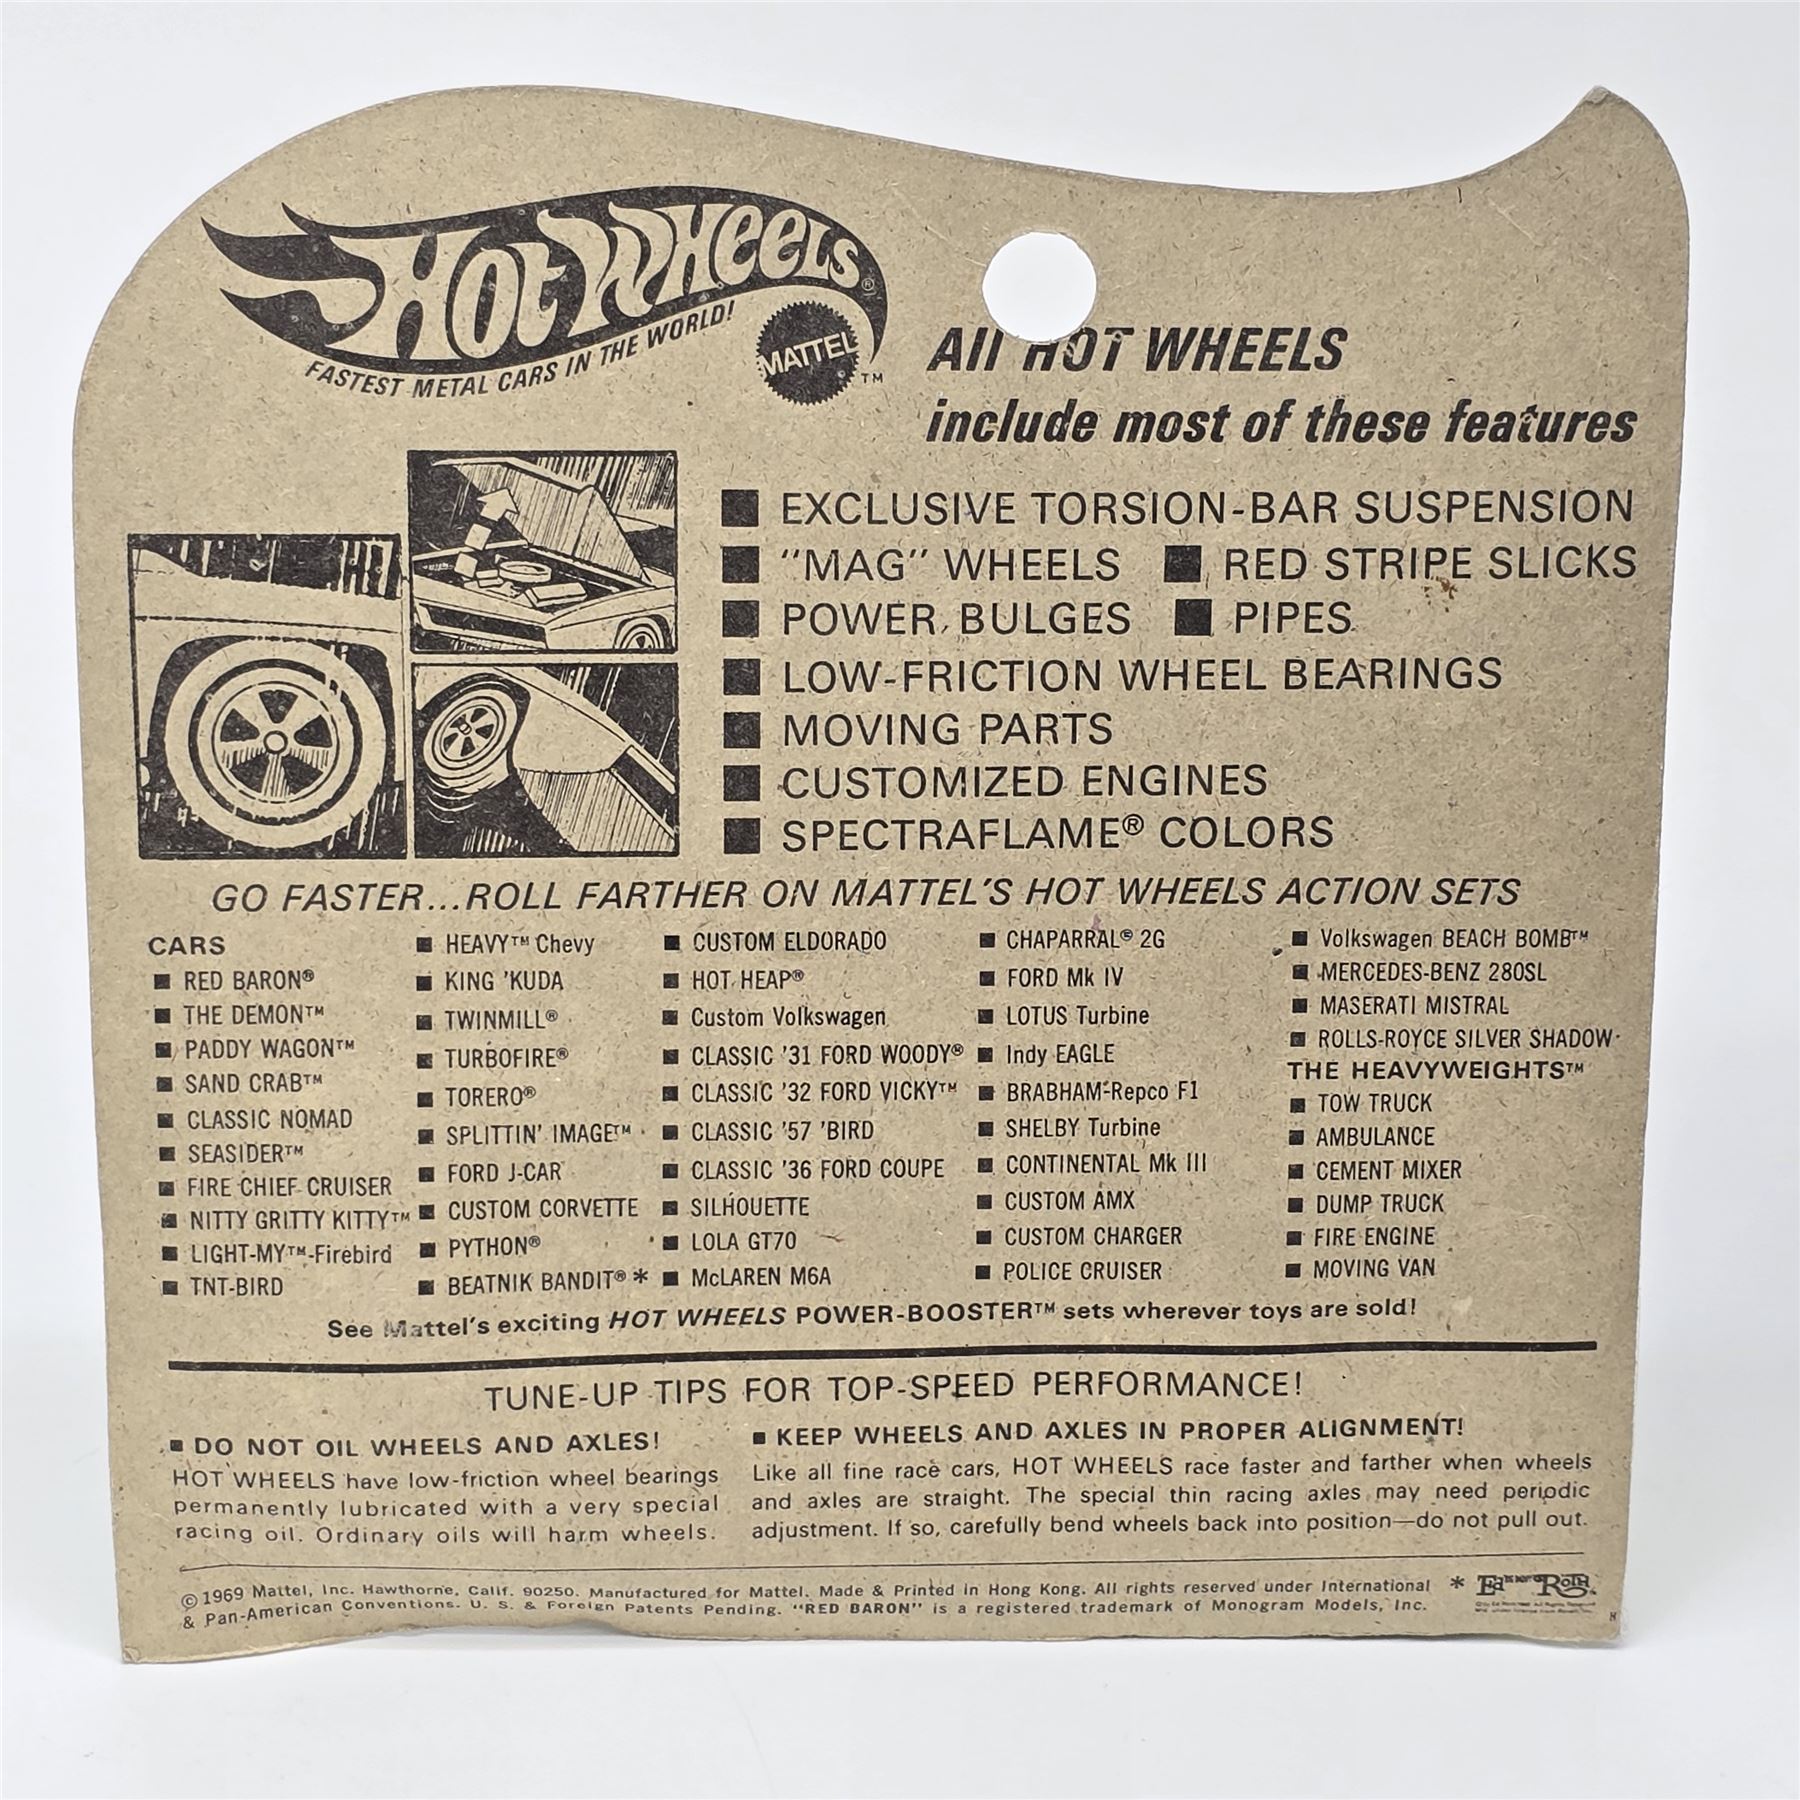 HOT WHEELS®
FASTEST METAL CARS IN THE WORLD!
MATTEL™
All HOT WHEELS
include most of these features
■ EXCLUSIVE TORSION-BAR SUSPENSION
■ "MAG" WHEELS ■ RED STRIPE SLICKS
■ POWER BULGES ■ PIPES
■ LOW-FRICTION WHEEL BEARINGS
■ MOVING PARTS
■ CUSTOMIZED ENGINES
■ SPECTRAFLAME® COLORS
GO FASTER...ROLL FARTHER ON MATTEL'S HOT WHEELS ACTION SETS
CARS
■ RED BARON®
■ THE DEMON™
■ PADDY WAGON™
■ SAND CRAB™
■ CLASSIC NOMAD
■ SEASIDER™
■ FIRE CHIEF CRUISER
■ NITTY GRITTY KITTY™
■ LIGHT-MY™-Firebird
■ TNT-BIRD
■ HEAVY™ Chevy
■ KING 'KUDA
■ TWINMILL®
■ TURBOFIRE®
■ TORERO®
■ SPLITTIN' IMAGE™
■ FORD J-CAR
■ CUSTOM CORVETTE
■ PYTHON®
■ BEATNIK BANDIT® *
■ CUSTOM ELDORADO
■ HOT HEAP®
■ Custom Volkswagen
■ CLASSIC '31 FORD WOODY®
■ CLASSIC '32 FORD VICKY™
■ CLASSIC '57 'BIRD
■ CLASSIC '36 FORD COUPE
■ SILHOUETTE
■ LOLA GT70
■ McLAREN M6A
■ CHAPARRAL® 2G
■ FORD Mk IV
■ LOTUS Turbine
■ Indy EAGLE
■ BRABHAM-Repco F1
■ SHELBY Turbine
■ CONTINENTAL Mk III
■ CUSTOM AMX
■ CUSTOM CHARGER
■ POLICE CRUISER
■ Volkswagen BEACH BOMB™
■ MERCEDES-BENZ 280SL
■ MASERATI MISTRAL
■ ROLLS-ROYCE SILVER SHADOW
THE HEAVYWEIGHTS™
■ TOW TRUCK
■ AMBULANCE
■ CEMENT MIXER
■ DUMP TRUCK
■ FIRE ENGINE
■ MOVING VAN
See Mattel's exciting HOT WHEELS POWER-BOOSTER™ sets wherever toys are sold!
TUNE-UP TIPS FOR TOP-SPEED PERFORMANCE!
■ DO NOT OIL WHEELS AND AXLES!
HOT WHEELS have low-friction wheel bearings
permanently lubricated with a very special
racing oil. Ordinary oils will harm wheels.
■ KEEP WHEELS AND AXLES IN PROPER ALIGNMENT!
Like all fine race cars, HOT WHEELS race faster and farther when wheels
and axles are straight. The special thin racing axles may need periodic
adjustment. If so, carefully bend wheels back into position—do not pull out.
© 1969 Mattel, Inc. Hawthorne, Calif. 90250. Manufactured for Mattel. Made & Printed in Hong Kong. All rights reserved under International
& Pan-American Conventions. U. S. & Foreign Patents Pending. "RED BARON" is a registered trademark of Monogram Models, Inc.
* Ed Roth
H